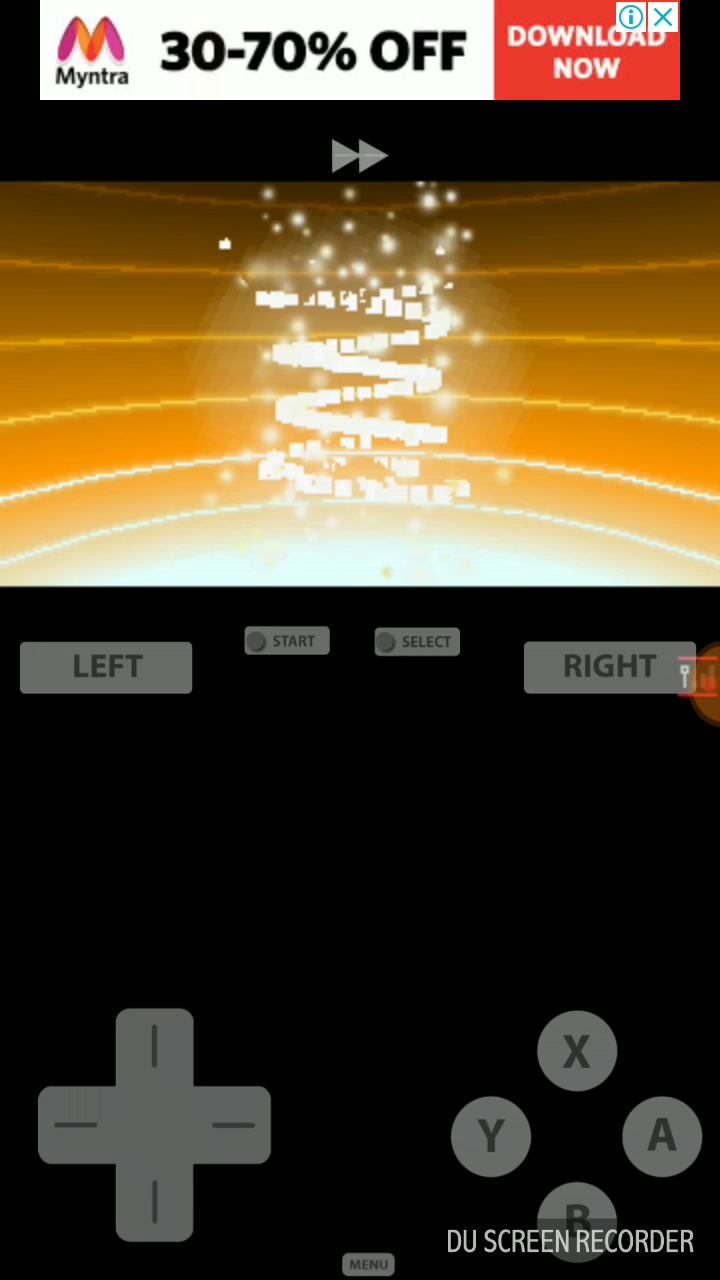 Myntra
30-70% OFF
DOWNLOAD
NOW
START
SELECT
LEFT
RIGHT
X
Y
A
B
DU SCREEN RECORDER
MENU